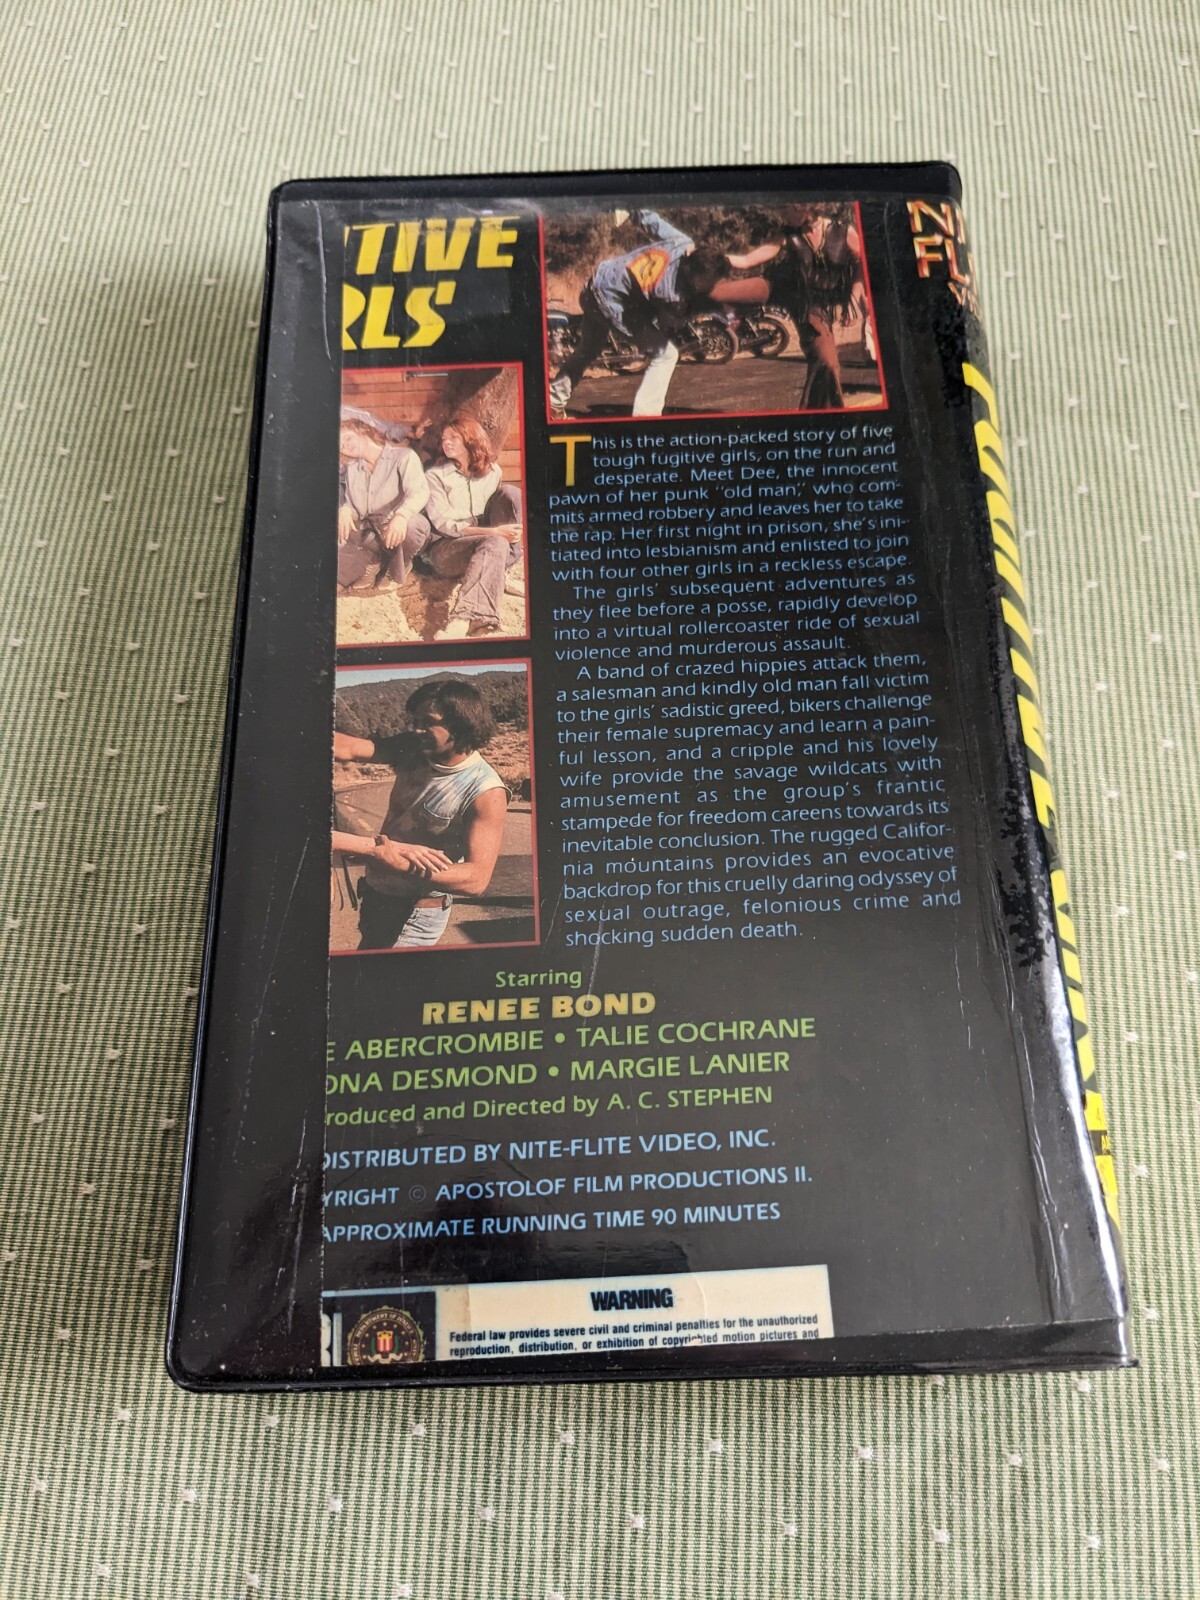 TIVE
RLS
This is the action-packed story of five
tough fugitive girls, on the run and
desperate. Meet Dee, the innocent
pawn of her punk "old man," who com-
mits armed robbery and leaves her to take
the rap. Her first night in prison, she's ini-
tiated into lesbianism and enlisted to join
with four other girls in a reckless escape.
The girls' subsequent adventures as
they flee before a posse, rapidly develop
into a virtual rollercoaster ride of sexual
violence and murderous assault.
A band of crazed hippies attack them,
a salesman and kindly old man fall victim
to the girls' sadistic greed, bikers challenge
their female supremacy and learn a pain-
ful lesson, and a cripple and his lovely
wife provide the savage wildcats with
amusement as the group's frantic
stampede for freedom careens towards its
inevitable conclusion. The rugged Califor-
nia mountains provides an evocative
backdrop for this cruelly daring odyssey of
sexual outrage, felonious crime and
shocking sudden death.
Starring
RENEE BOND
E ABERCROMBIE • TALIE COCHRANE
ONA DESMOND • MARGIE LANIER
roduced and Directed by A. C. STEPHEN
DISTRIBUTED BY NITE-FLITE VIDEO, INC.
YRIGHT © APOSTOLOF FILM PRODUCTIONS II.
APPROXIMATE RUNNING TIME 90 MINUTES
WARNING
Federal law provides severe civil and criminal penalties for the unauthorized
reproduction, distribution, or exhibition of copyrighted motion pictures and
NI
FL